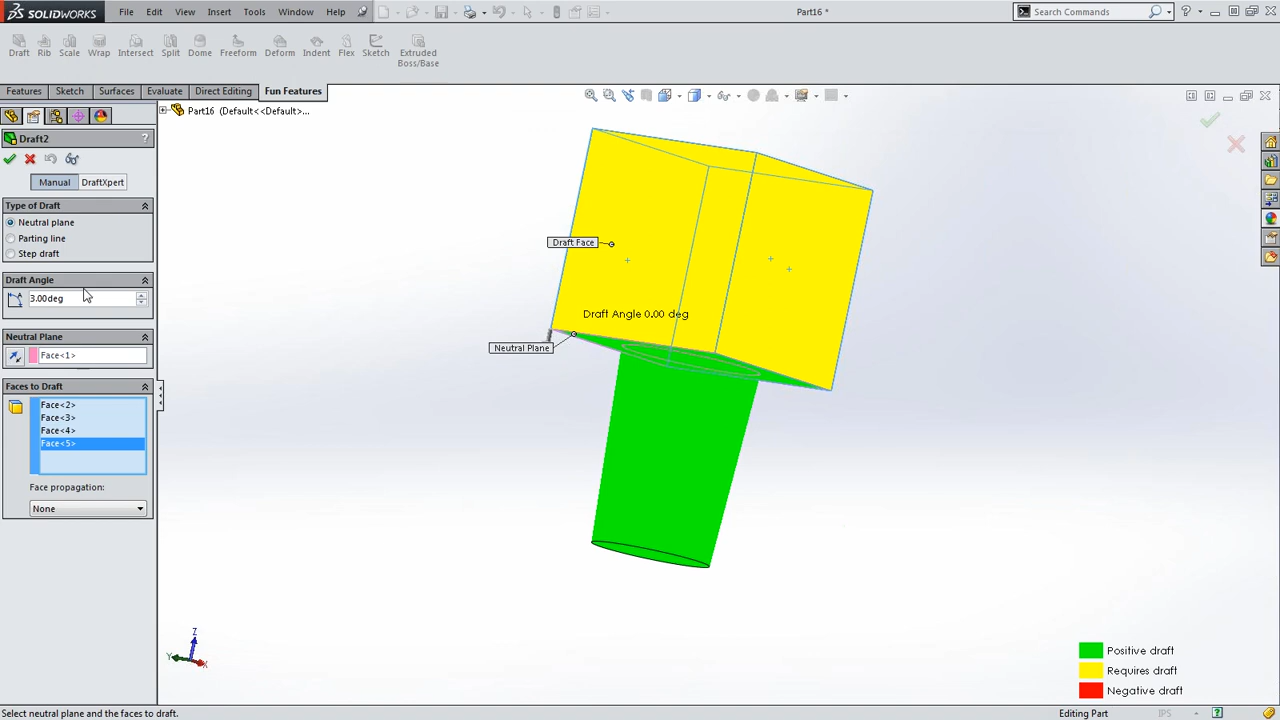 SOLIDWORKS File Edit View Insert Tools Window Help Part16 * Search Commands ?
Draft Rib Scale Wrap Intersect Split Dome Freeform Deform Indent Flex Sketch Extruded Boss/Base
Features Sketch Surfaces Evaluate Direct Editing Fun Features
Part16 (Default<<Default>...
Draft2 ?
Manual DraftXpert
Type of Draft
Neutral plane
Parting line
Step draft
Draft Angle
3.00deg
Neutral Plane
Face<1>
Faces to Draft
Face<2>
Face<3>
Face<4>
Face<5>
Face propagation:
None
Draft Face
Draft Angle 0.00 deg
Neutral Plane
Z
Y
X
Positive draft
Requires draft
Negative draft
Select neutral plane and the faces to draft. Editing Part IPS ?